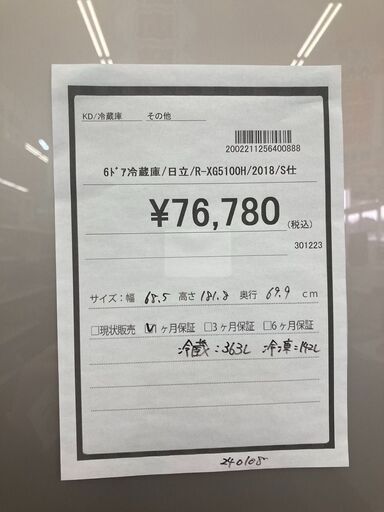 KD/冷蔵庫 その他
2002211256400888
6ﾄﾞｱ冷蔵庫/日立/R-XG5100H/2018/S仕
¥76,780(税込)
301223
サイズ:幅 68.5 高さ 181.8 奥行 69.9 cm
□現状販売 ☑1ヶ月保証 □3ヶ月保証 □6ヶ月保証
冷蔵:363L 冷凍:142L
240108